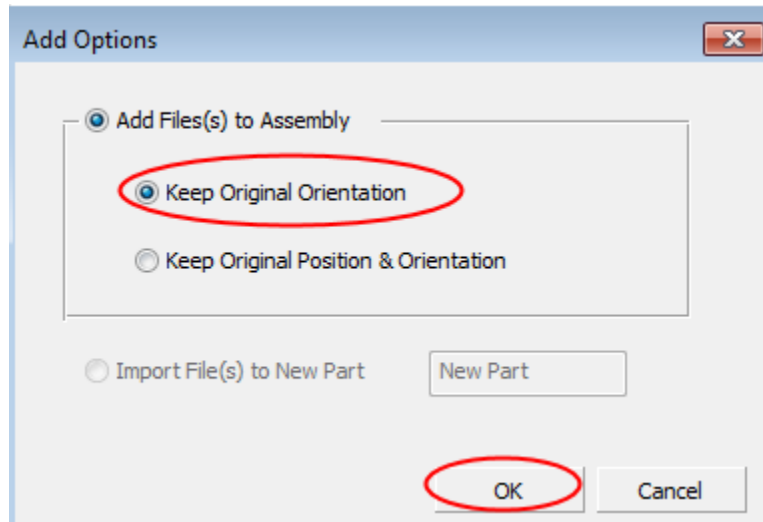 Add Options
Add Files(s) to Assembly
Keep Original Orientation
Keep Original Position & Orientation
Import File(s) to New Part
New Part
OK
Cancel